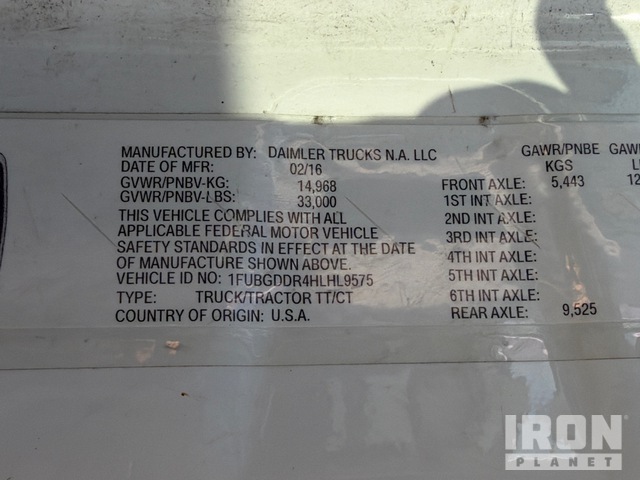 MANUFACTURED BY: DAIMLER TRUCKS N.A. LLC
DATE OF MFR: 02/16
GVWR/PNBV-KG: 14,968
GVWR/PNBV-LBS: 33,000
THIS VEHICLE COMPLIES WITH ALL
APPLICABLE FEDERAL MOTOR VEHICLE
SAFETY STANDARDS IN EFFECT AT THE DATE
OF MANUFACTURE SHOWN ABOVE.
VEHICLE ID NO: 1FUBGDDR4HLHL9575
TYPE: TRUCK/TRACTOR TT/CT
COUNTRY OF ORIGIN: U.S.A.
GAWR/PNBE GAW
KGS L
FRONT AXLE: 5,443 12
1ST INT AXLE:
2ND INT AXLE:
3RD INT AXLE:
4TH INT AXLE:
5TH INT AXLE:
6TH INT AXLE:
REAR AXLE: 9,525
IRON
PLANET